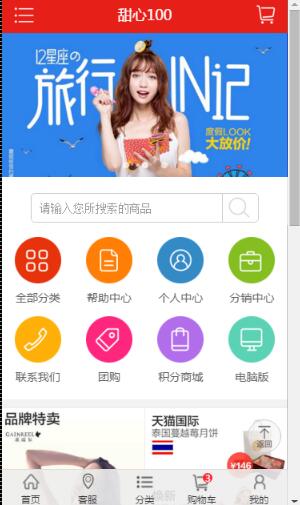 甜心100
12星座の
旅行IN记
度假LOOK
大放价!
请输入您所搜索的商品
全部分类
帮助中心
个人中心
分销中心
联系我们
团购
积分商城
电脑版
品牌特卖
GAINREEL
天猫国际
泰国蔓越莓月饼
返回
¥146
焕新
3
首页
客服
分类
购物车
我的